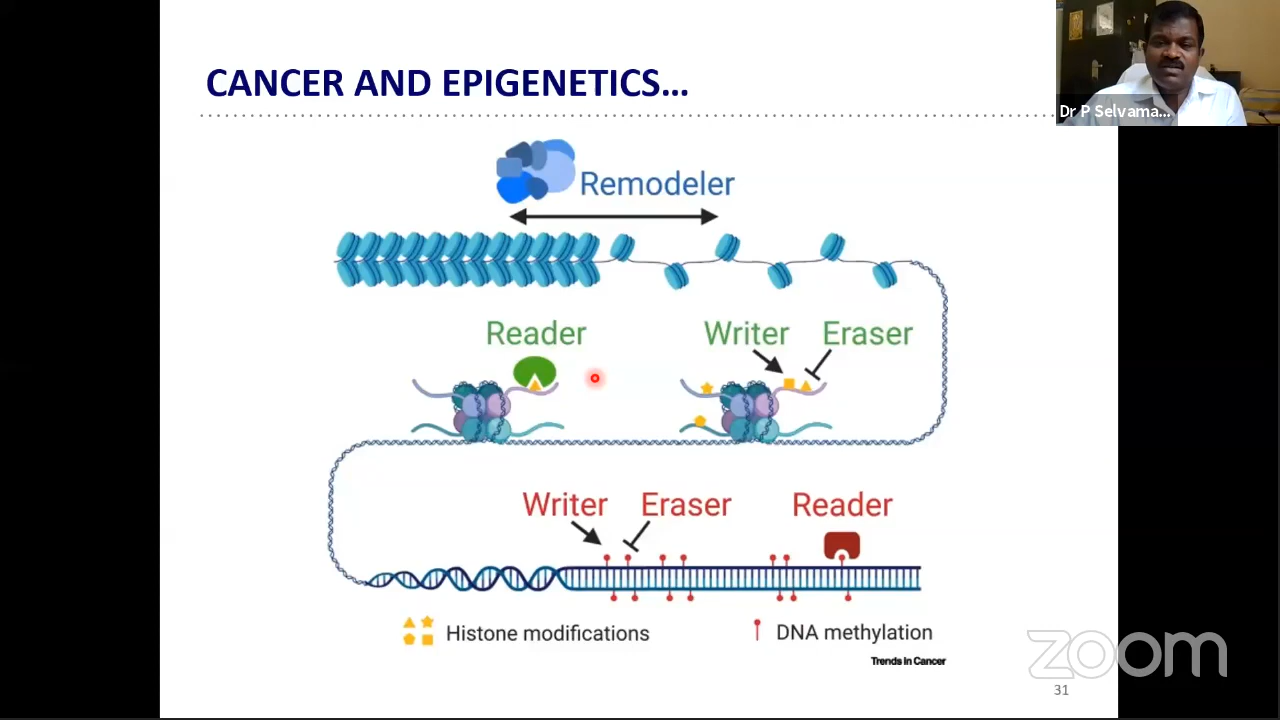 CANCER AND EPIGENETICS...
Dr P Selvama...
Remodeler
Reader
Writer Eraser
Writer Eraser Reader
Histone modifications
DNA methylation
Trends in Cancer
zoom
31